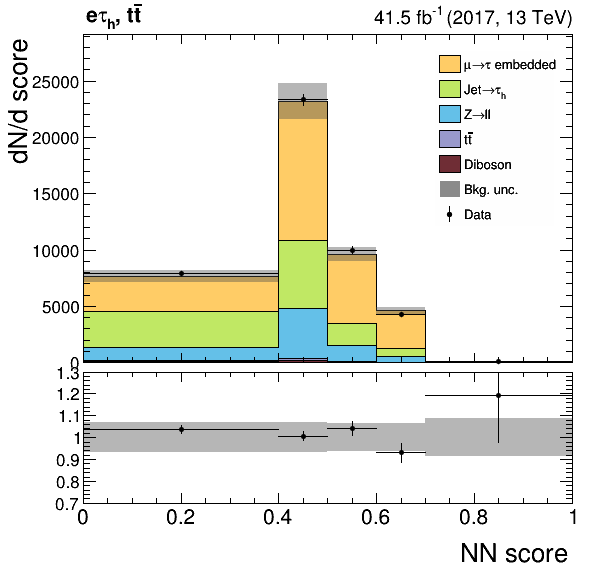 eτh, tt̄
41.5 fb⁻¹ (2017, 13 TeV)
dN/d score
25000
20000
15000
10000
5000
0
μ→τ embedded
Jet→τh
Z→ll
tt̄
Diboson
Bkg. unc.
Data
1.3
1.2
1.1
1
0.9
0.8
0.7
0 0.2 0.4 0.6 0.8 1
NN score